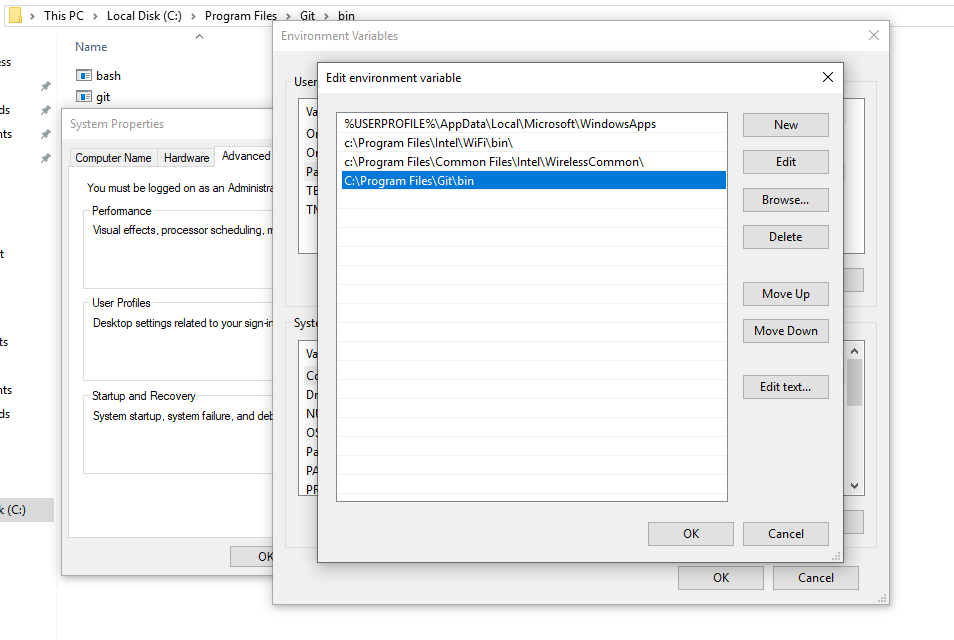 This PC > Local Disk (C:) > Program Files > Git > bin
Name
bash
git
Environment Variables
System Properties
Computer Name
Hardware
Advanced
You must be logged on as an Administra
Performance
Visual effects, processor scheduling, m
User Profiles
Desktop settings related to your sign-in
Startup and Recovery
System startup, system failure, and deb
OK
User
Va
Or
Or
Pa
TE
TM
Syste
Va
Co
Dr
NU
OS
Pa
PA
PR
Edit environment variable
%USERPROFILE%\AppData\Local\Microsoft\WindowsApps
c:\Program Files\Intel\WiFi\bin\
c:\Program Files\Common Files\Intel\WirelessCommon\
C:\Program Files\Git\bin
New
Edit
Browse...
Delete
Move Up
Move Down
Edit text...
OK
Cancel
OK
Cancel
ess
ds
nts
t
ts
nts
ds
k (C:)